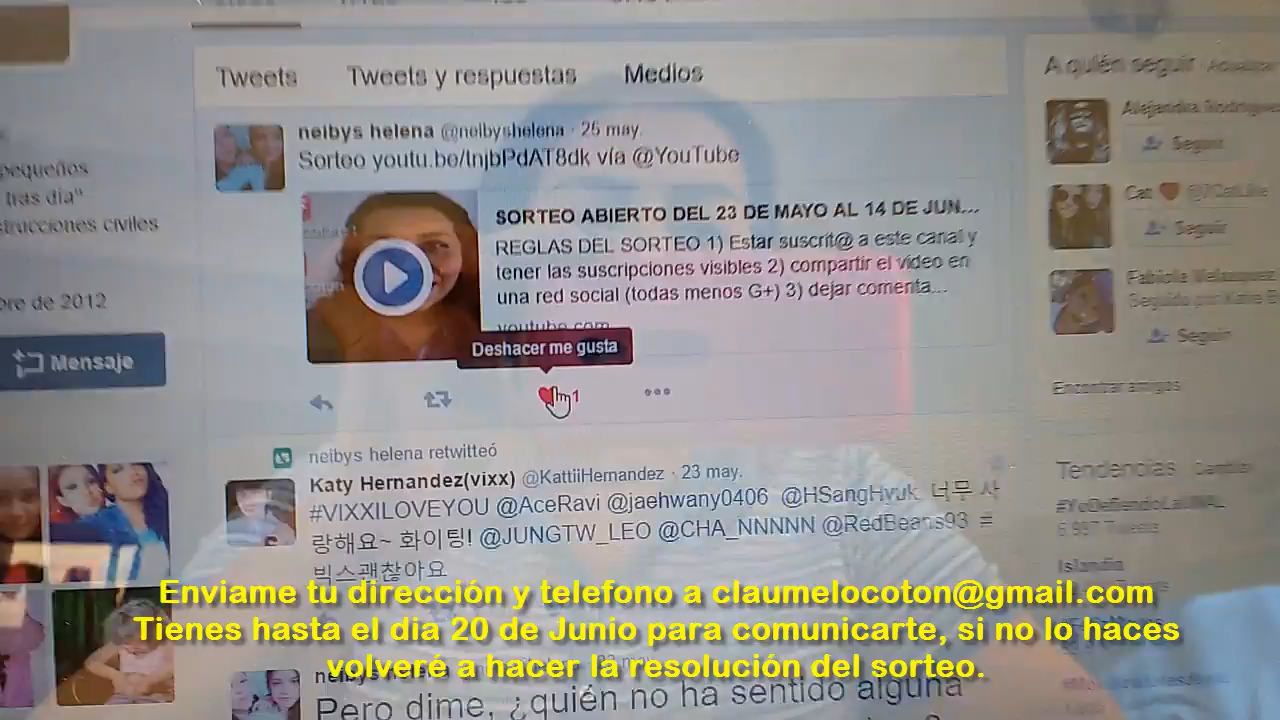 Tweets Tweets y respuestas Medios
A quién seguir
neibys helena @neibyshelena · 25 may.
Sorteo youtu.be/tnjbPdAT8dk vía @YouTube
SORTEO ABIERTO DEL 23 DE MAYO AL 14 DE JUN...
REGLAS DEL SORTEO 1) Estar suscrit@ a este canal y
tener las suscripciones visibles 2) compartir el vídeo en
una red social (todas menos G+) 3) dejar comenta...
youtube.com
Deshacer me gusta
1
pequeños
tras día"
strucciones civiles
bre de 2012
Mensaje
Seguir
Cat
Seguir
Fabiola Velasquez
Seguido por Katie
Seguir
Encontrar amigos
Tendencias
neibys helena retwitteó
Katy Hernandez(vixx) @KattiiHernandez · 23 may.
#VIXXILOVEYOU @AceRavi @jaehwany0406 @HSangHyuk 너무 사
랑해요~ 화이팅! @JUNGTW_LEO @CHA_NNNNN @RedBeans93 #
빅스괜찮아요
Islandia
Enviame tu dirección y telefono a claumelocoton@gmail.com
Tienes hasta el dia 20 de Junio para comunicarte, si no lo haces
volveré a hacer la resolución del sorteo.
Pero dime, ¿quién no ha sentido alguna